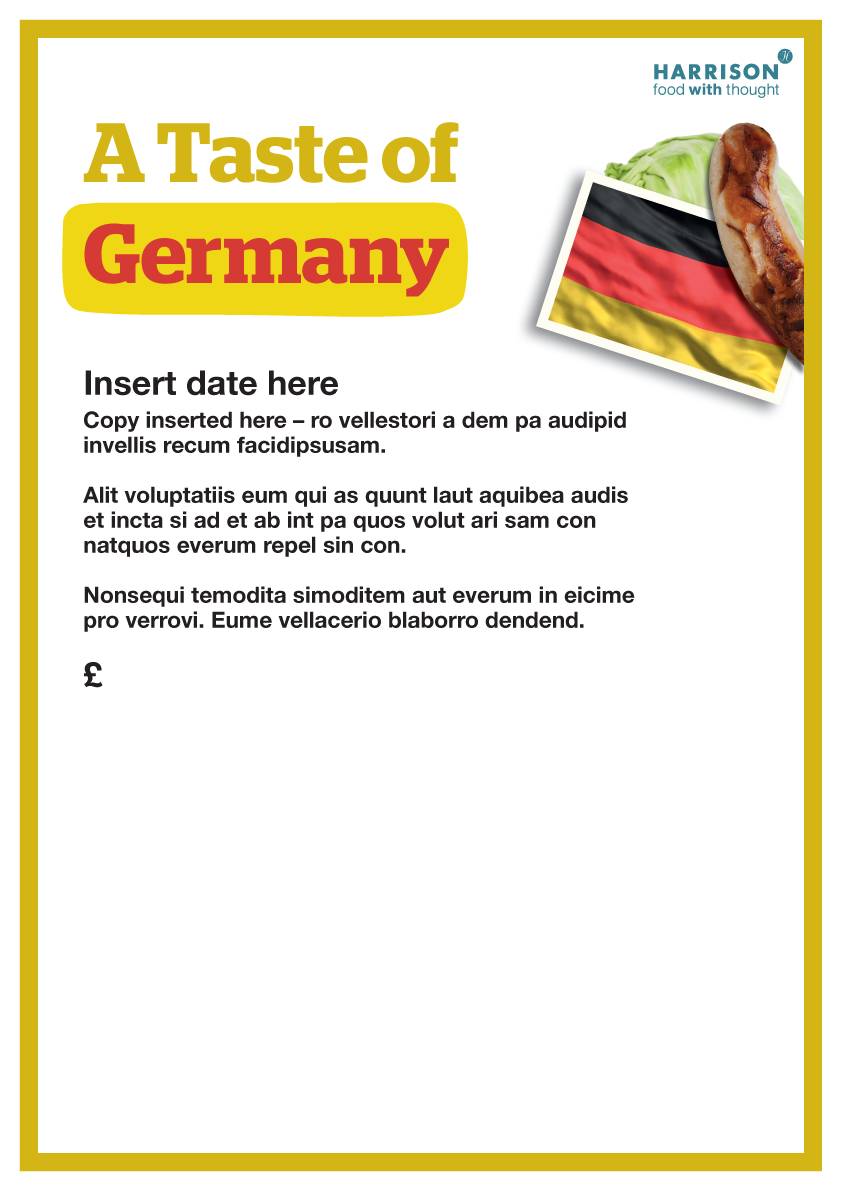 H
HARRISON
food with thought
A Taste of
Germany
Insert date here
Copy inserted here – ro vellestori a dem pa audipid
invellis recum facidipsusam.
Alit voluptatiis eum qui as quunt laut aquibea audis
et incta si ad et ab int pa quos volut ari sam con
natquos everum repel sin con.
Nonsequi temodita simoditem aut everum in eicime
pro verrovi. Eume vellacerio blaborro dendend.
£